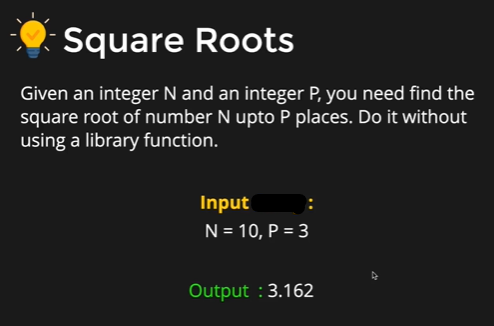 Square Roots
Given an integer N and an integer P, you need find the
square root of number N upto P places. Do it without
using a library function.
Input :
N = 10, P = 3
Output : 3.162